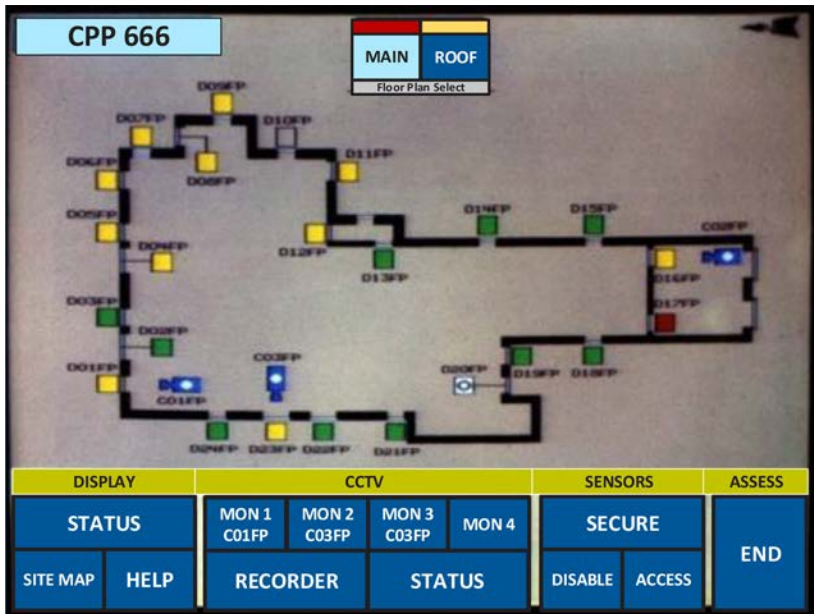 CPP 666
MAIN
ROOF
Floor Plan Select
D09FP
D07FP
D10FP
D08FP
D11FP
D06FP
D05FP
D04FP
D12FP
D13FP
D14FP
D15FP
C02FP
D16FP
D17FP
D03FP
D02FP
D01FP
C01FP
C03FP
D20FP
D19FP
D18FP
D24FP
D23FP
D22FP
D21FP
DISPLAY
CCTV
SENSORS
ASSESS
STATUS
MON 1
C01FP
MON 2
C03FP
MON 3
C03FP
MON 4
SECURE
END
SITE MAP
HELP
RECORDER
STATUS
DISABLE
ACCESS